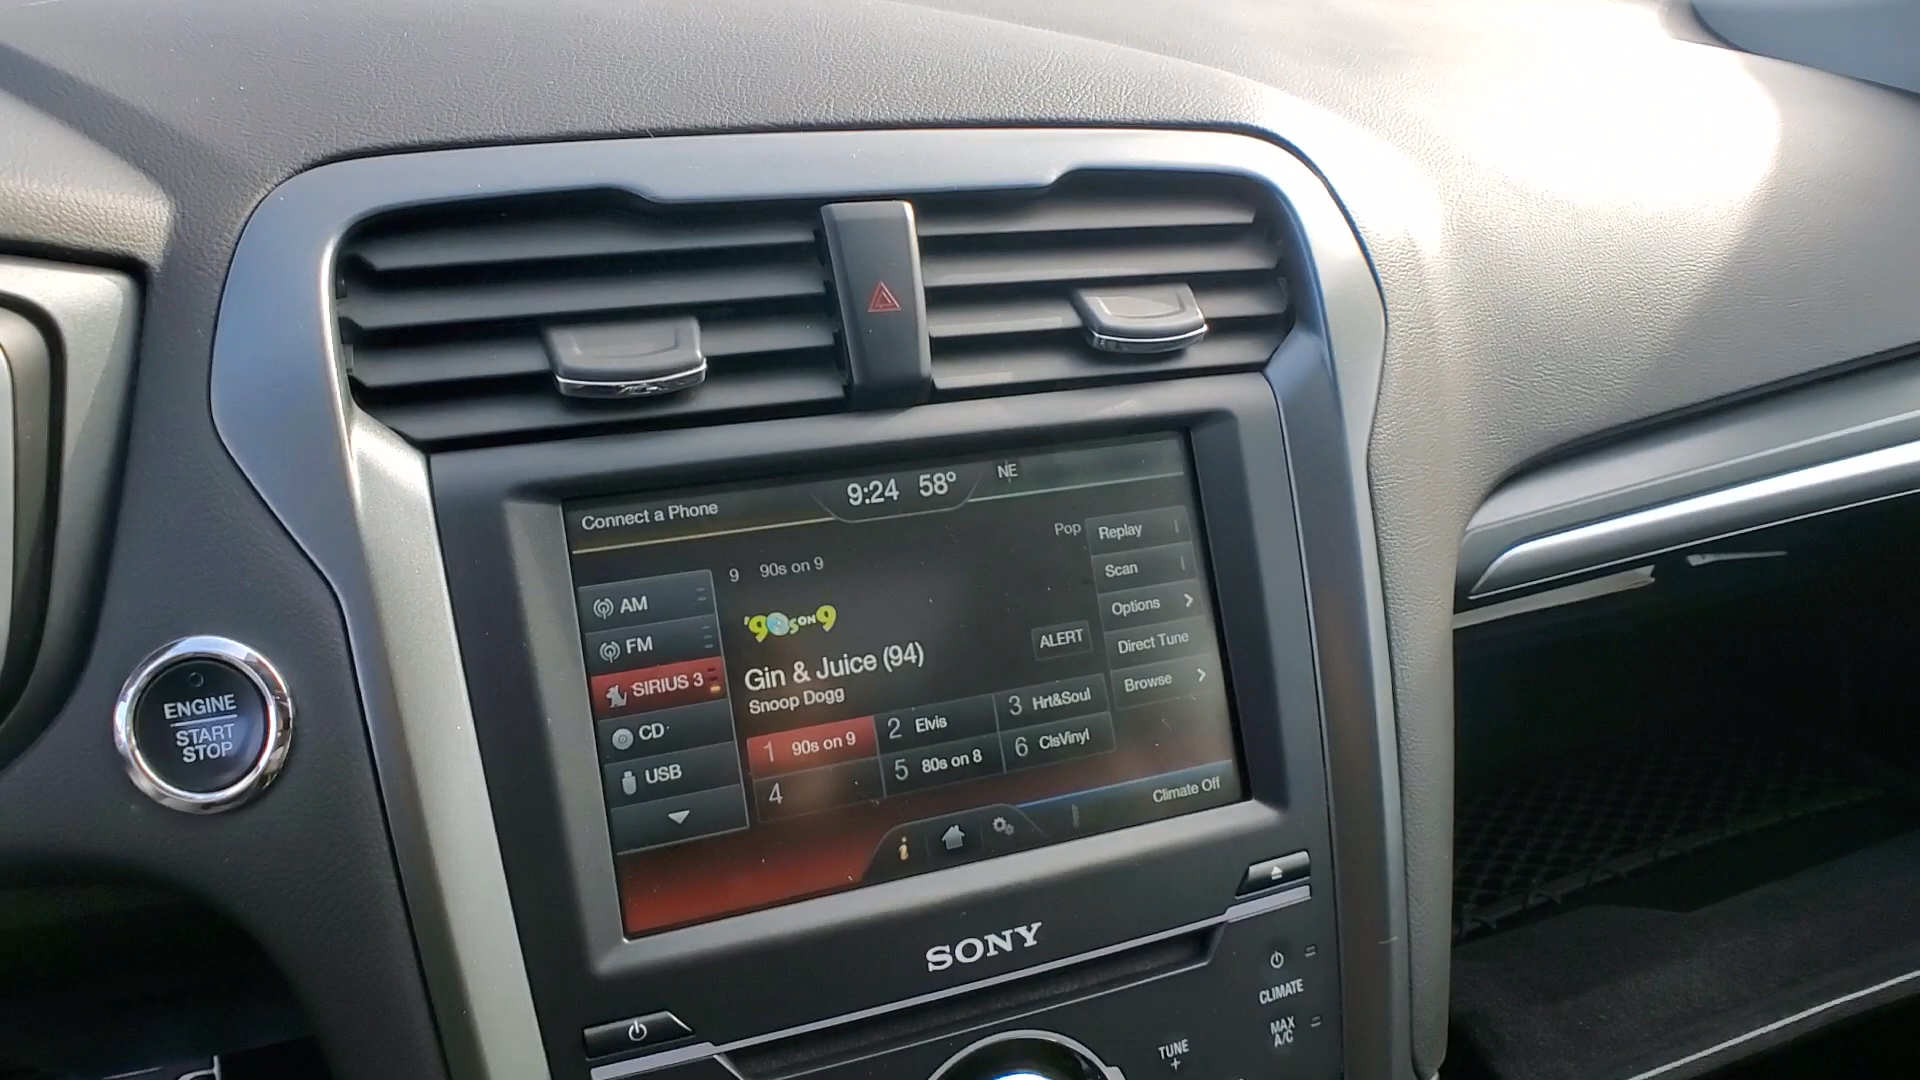 9:24 58° NE
Connect a Phone
Pop
Replay
9 90s on 9
Scan
AM
'90s ON 9
Options
FM
ALERT
Direct Tune
SIRIUS 3
Gin & Juice (94)
Browse
Snoop Dogg
CD
1 90s on 9
2 Elvis
3 Hrt&Soul
USB
4
5 80s on 8
6 ClsVinyl
Climate Off
i
ENGINE
START
STOP
SONY
CLIMATE
MAX
A/C
TUNE
+